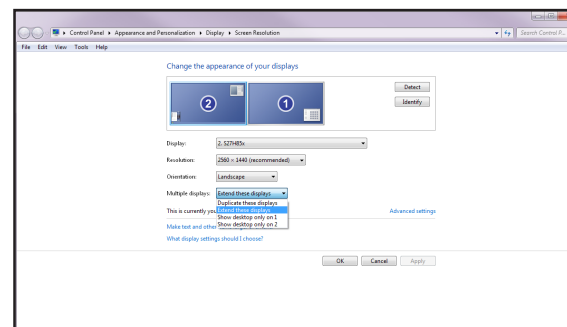 Control Panel ▸ Appearance and Personalization ▸ Display ▸ Screen Resolution
Search Control P...
File Edit View Tools Help
Change the appearance of your displays
2
1
Detect
Identify
Display: 2. S27H85x
Resolution: 2560 × 1440 (recommended)
Orientation: Landscape
Multiple displays: Extend these displays
Duplicate these displays
This is currently you
Extend these displays
Advanced settings
Show desktop only on 1
Make text and other
Show desktop only on 2
What display settings should I choose?
OK Cancel Apply